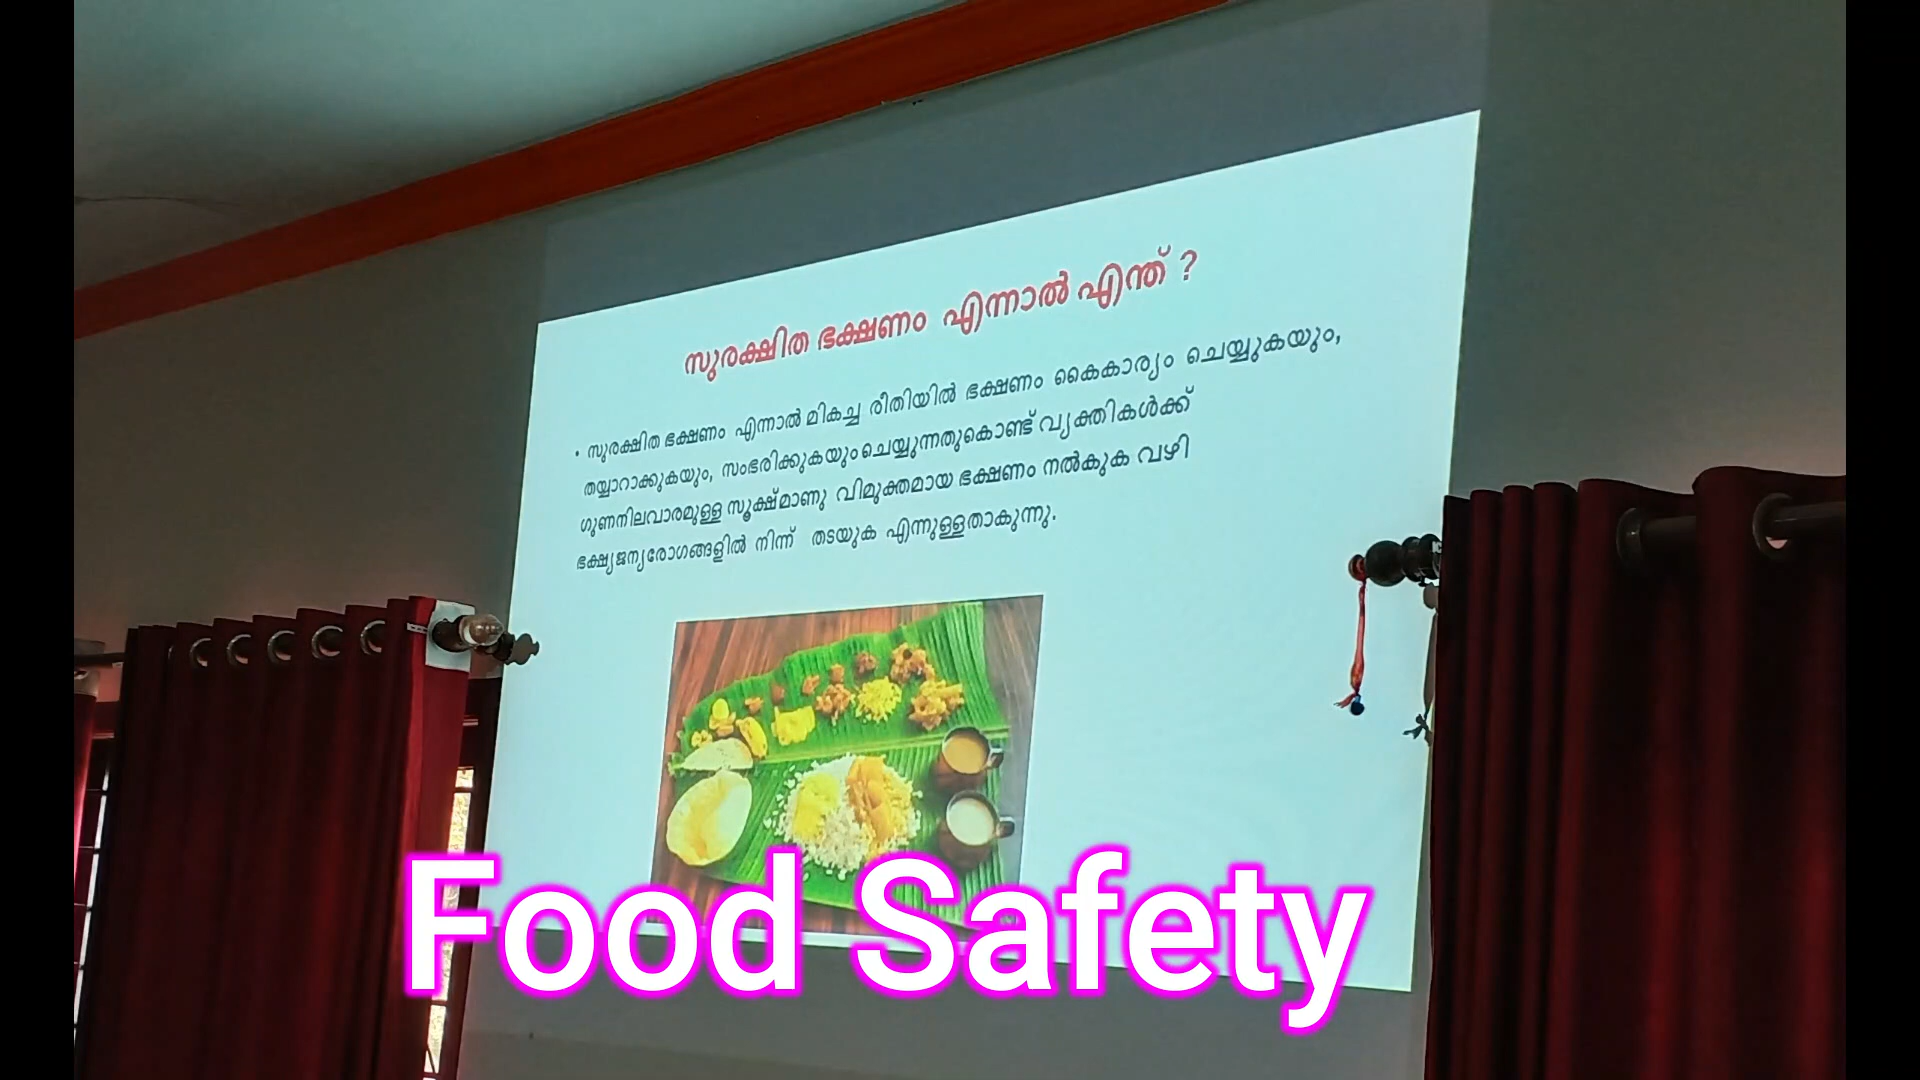 സുരക്ഷിത ഭക്ഷണം എന്നാൽ എന്ത് ?
• സുരക്ഷിത ഭക്ഷണം എന്നാൽ മികച്ച രീതിയിൽ ഭക്ഷണം കൈകാര്യം ചെയ്യുകയും,
തയ്യാറാക്കുകയും, സംഭരിക്കുകയും ചെയ്യുന്നതുകൊണ്ട് വ്യക്തികൾക്ക്
ഗുണനിലവാരമുള്ള സൂക്ഷ്മാണു വിമുക്തമായ ഭക്ഷണം നൽകുക വഴി
ഭക്ഷ്യജന്യരോഗങ്ങളിൽ നിന്ന് തടയുക എന്നുള്ളതാകുന്നു.
Food Safety